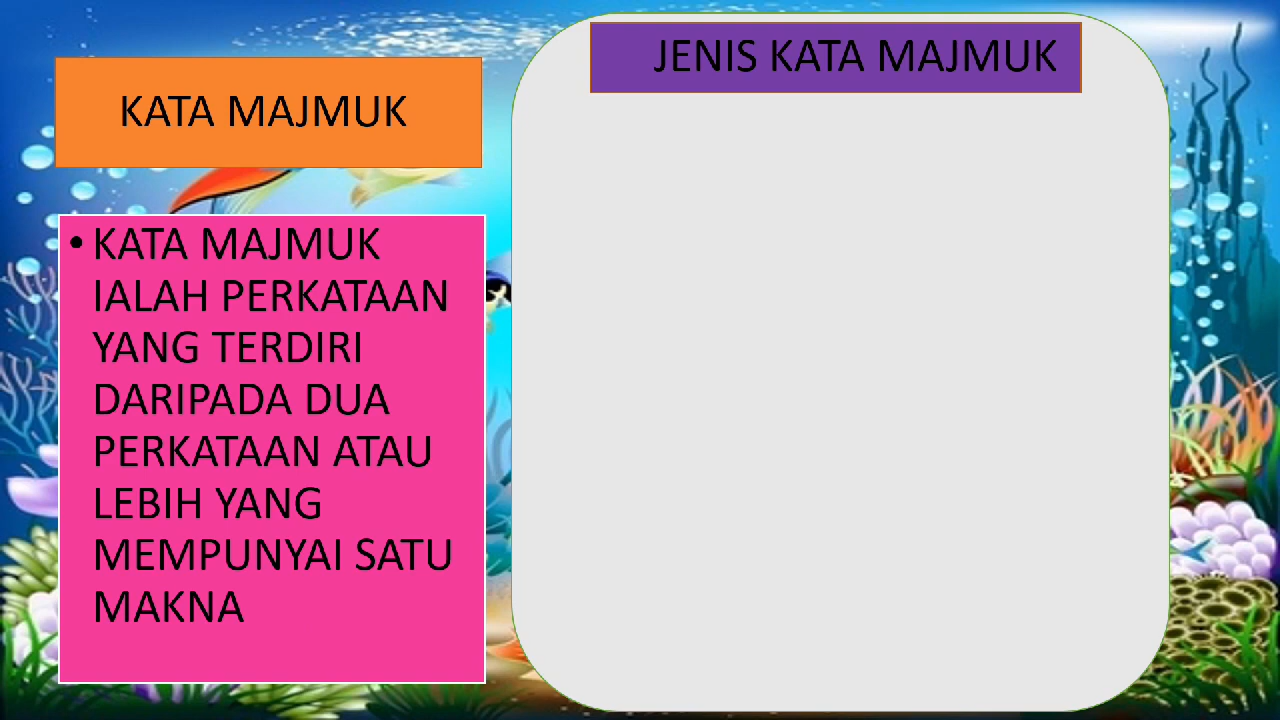 KATA MAJMUK
• KATA MAJMUK
IALAH PERKATAAN
YANG TERDIRI
DARIPADA DUA
PERKATAAN ATAU
LEBIH YANG
MEMPUNYAI SATU
MAKNA
JENIS KATA MAJMUK